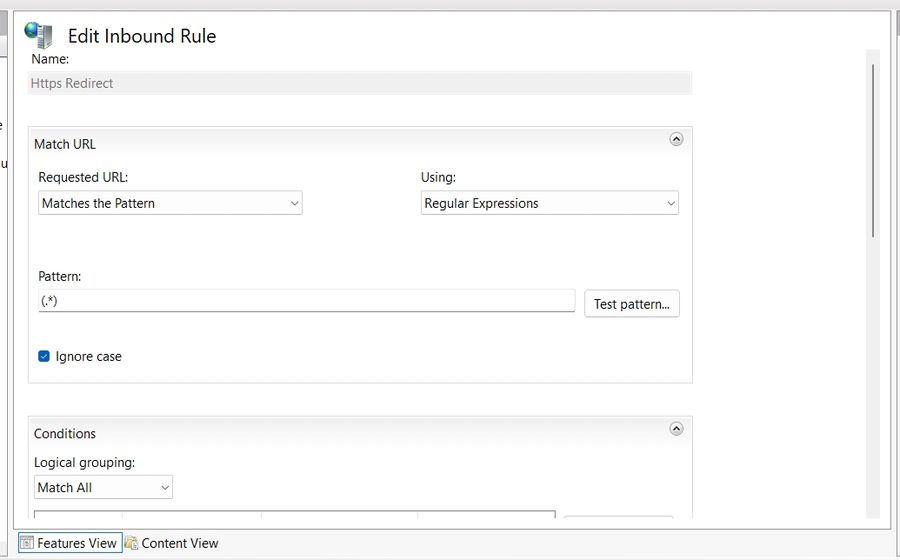 Edit Inbound Rule
Name:
Https Redirect
Match URL
Requested URL: Using:
Matches the Pattern Regular Expressions
Pattern:
(.*)
Test pattern...
Ignore case
Conditions
Logical grouping:
Match All
Features View Content View